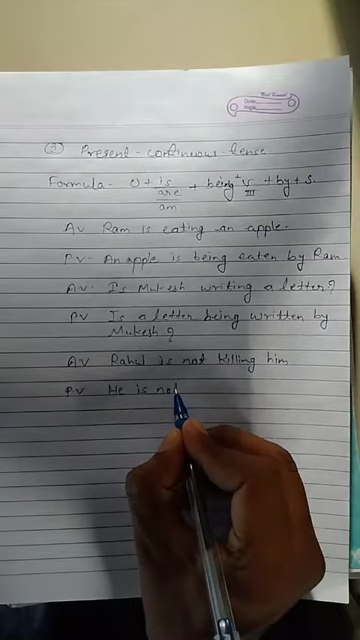 (2) Present-continuous tense
Formula - O + is/are/am + being + V III + by + S.
AV Ram is eating an apple.
PV- An apple is being eaten by Ram
AV- Is Mukesh writing a letter?
PV Is a letter being written by
Mukesh?
AV Rahul is not killing him
PV He is no